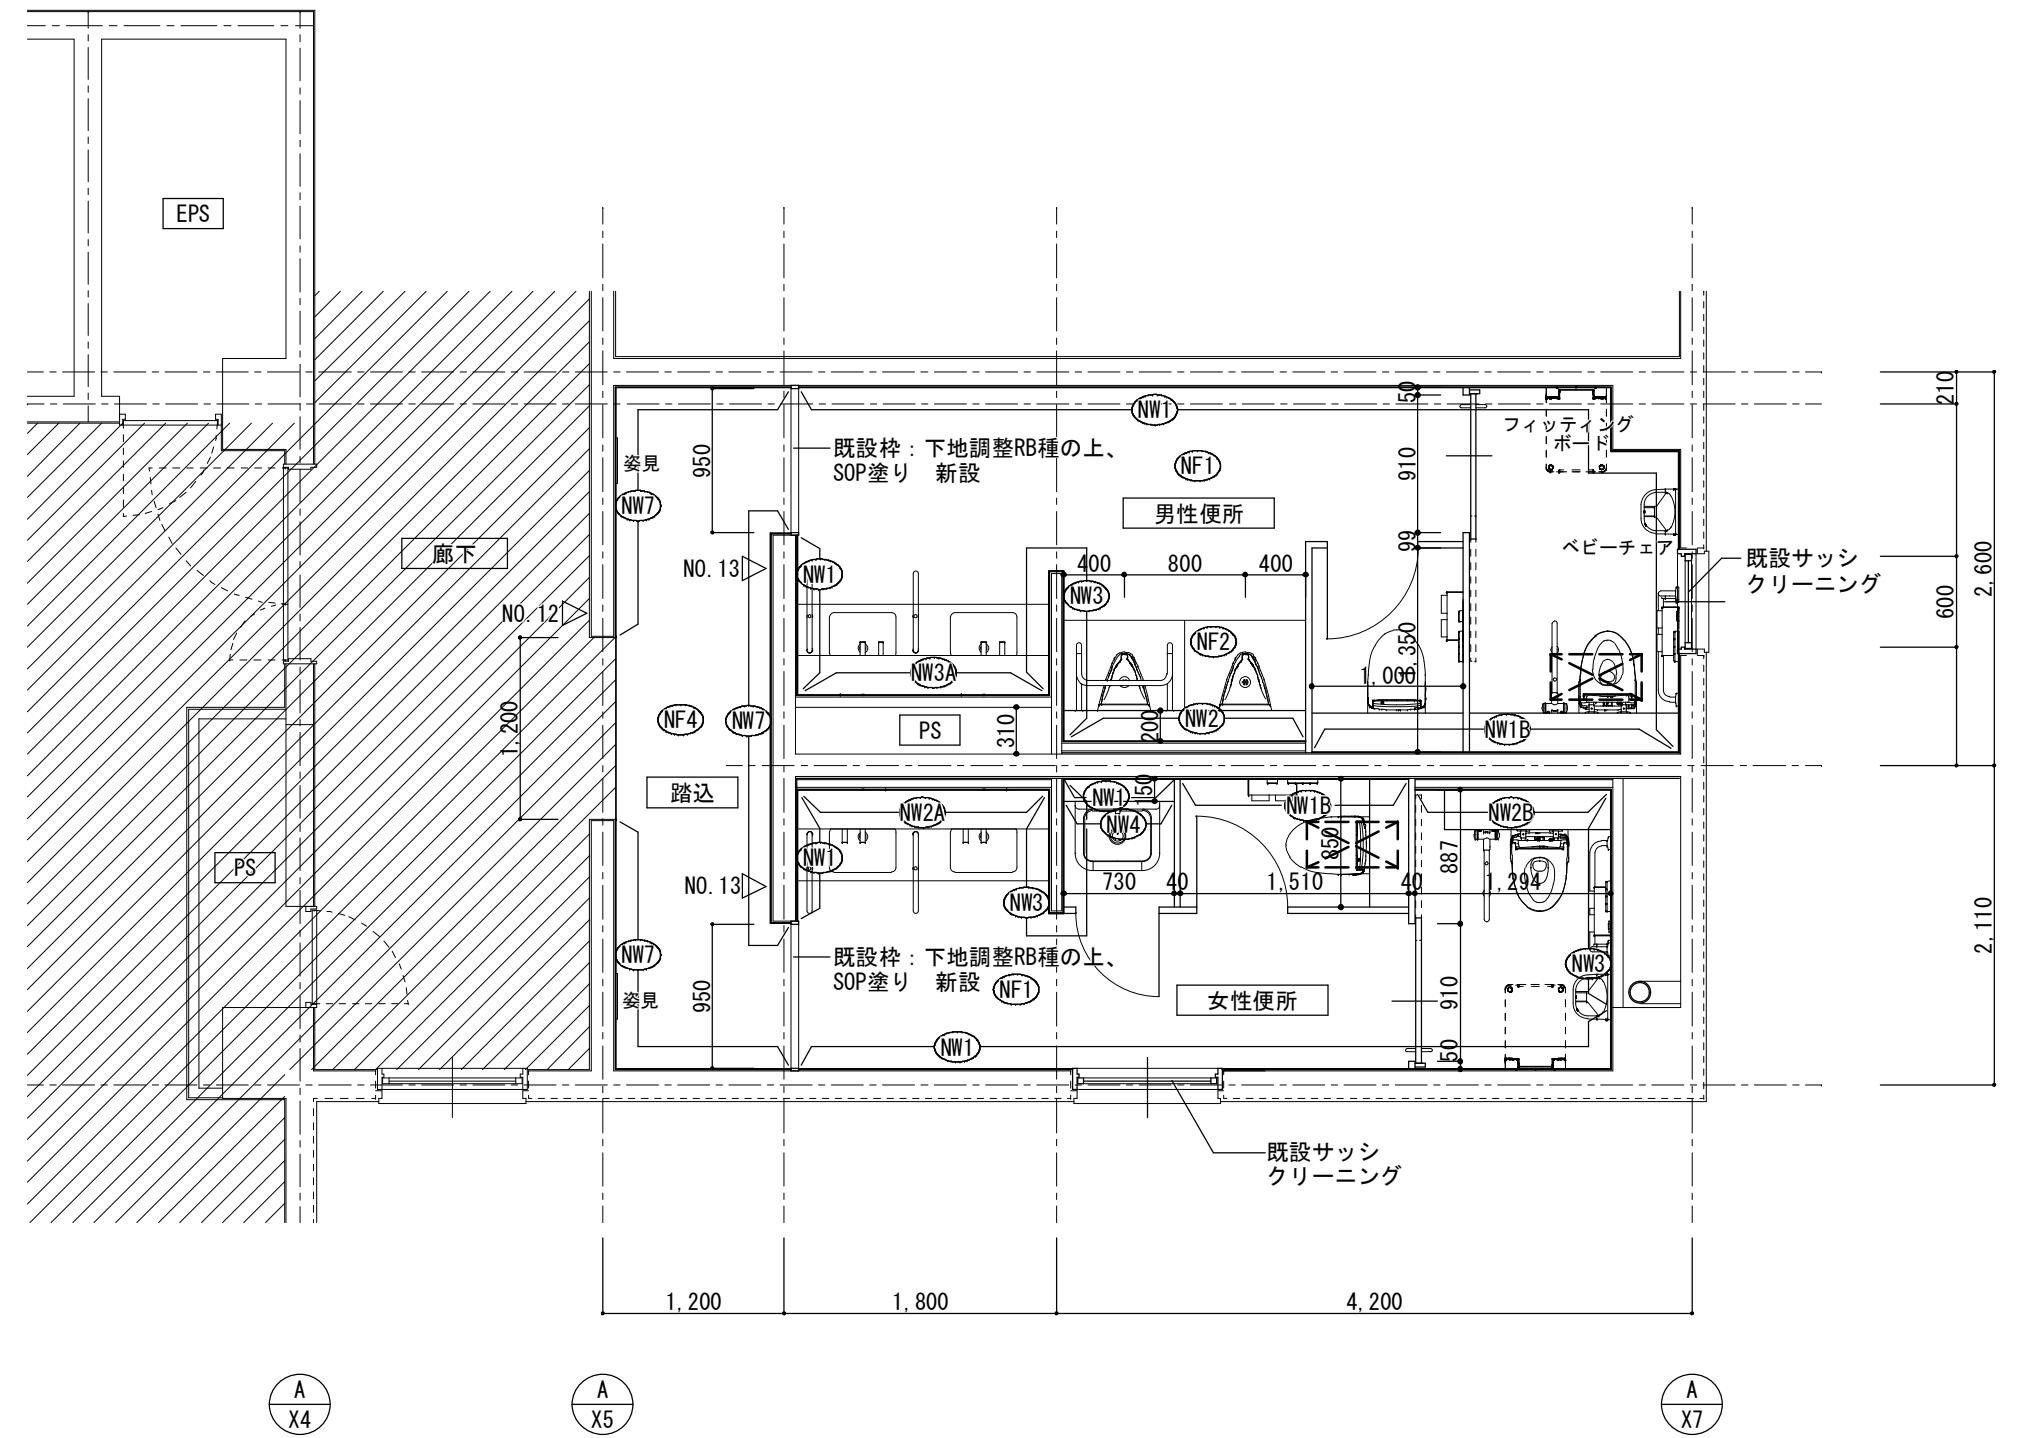 EPS
210
NW1
50
フィッティング
ボード
既設枠：下地調整RB種の上、
SOP塗り　新設
姿見
950
NF1
910
NW7
男性便所
廊下
99
ベビーチェア
既設サッシ
クリーニング
2,600
NO.13
NW1
400
800
400
NW3
600
NO.12
NF2
1,350
NW3A
1,000
NF4
NW7
PS
310
200
NW2
NW1B
1,200
踏込
NW1
150
NW2A
NW4
NW1B
NW2B
PS
NW1
850
887
NO.13
730
40
1,510
40
1,294
NW3
2,110
NW7
既設枠：下地調整RB種の上、
SOP塗り　新設
NW3
姿見
950
NF1
女性便所
910
NW1
50
既設サッシ
クリーニング
1,200
1,800
4,200
A
X4
A
X5
A
X7